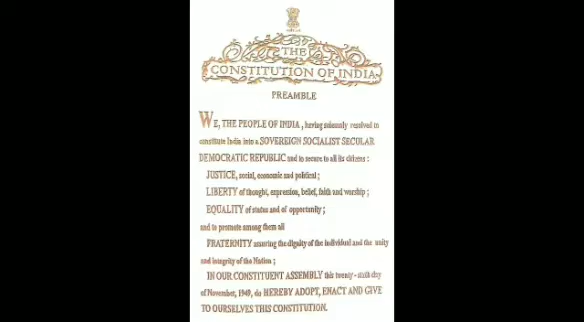 THE
CONSTITUTION OF INDIA
PREAMBLE
WE, THE PEOPLE OF INDIA, having solemnly resolved to
constitute India into a SOVEREIGN SOCIALIST SECULAR
DEMOCRATIC REPUBLIC and to secure to all its citizens :
JUSTICE, social, economic and political ;
LIBERTY of thought, expression, belief, faith and worship ;
EQUALITY of status and of opportunity ;
and to promote among them all
FRATERNITY assuring the dignity of the individual and the unity
and integrity of the Nation ;
IN OUR CONSTITUENT ASSEMBLY this twenty-sixth day
of November, 1949, do HEREBY ADOPT, ENACT AND GIVE
TO OURSELVES THIS CONSTITUTION.